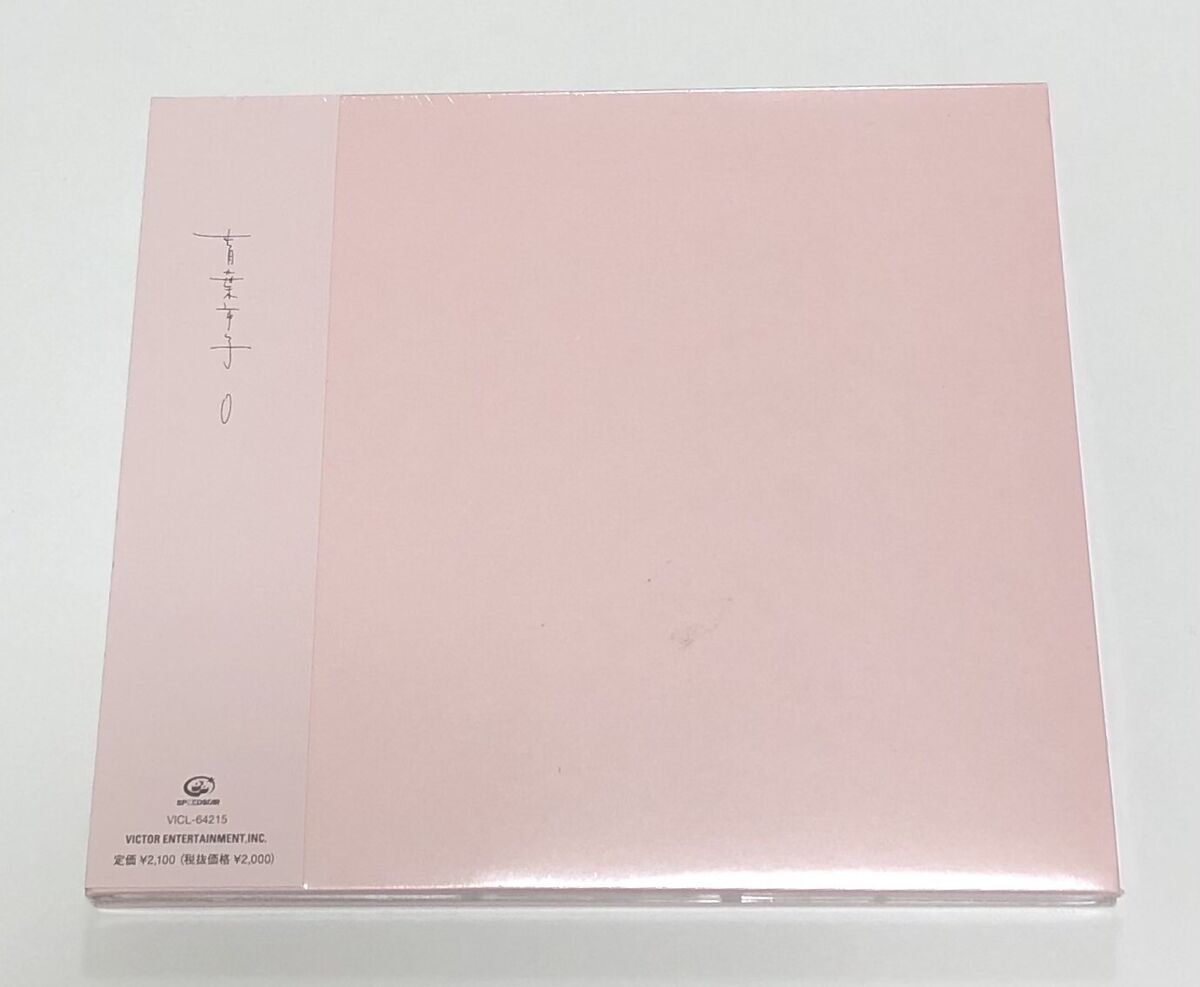 青葉市子 0
SPEEDSTAR
VICL-64215
VICTOR ENTERTAINMENT, INC.
定価 ¥2,100 (税抜価格 ¥2,000)